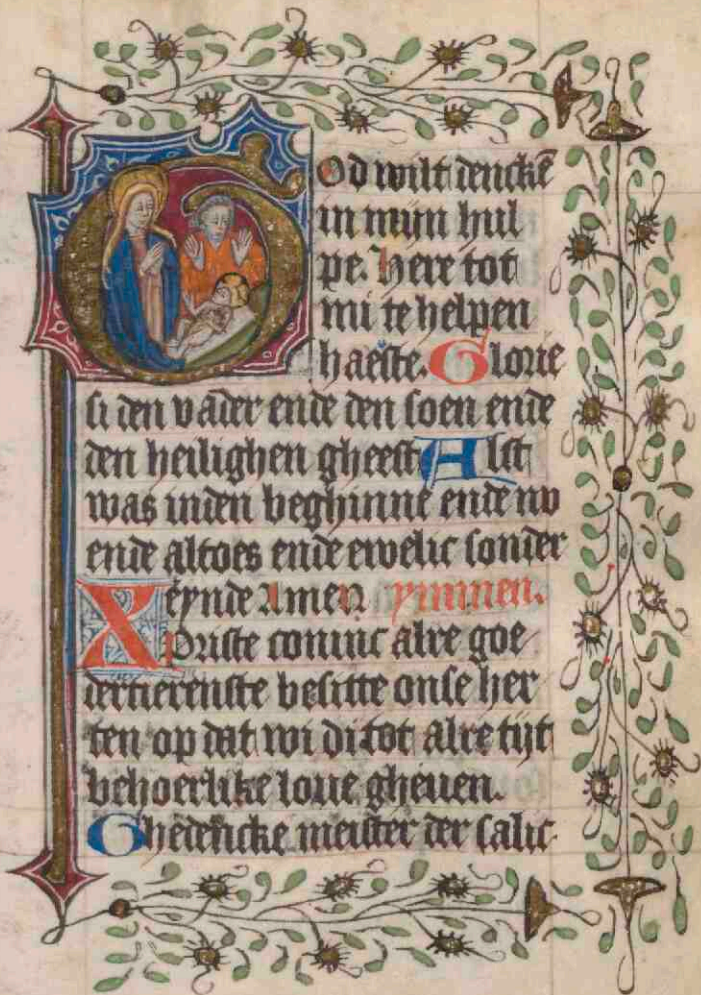 God wilt dencke͞
in mijn hul
pe. Here tot
mi te helpen
haeste. Glorie
si den vader ende den soen ende
den heilighen gheest Alst
was inden beghinne ende nv
ende altoes ende ewelic sonder
eynde Amen ymmen.
Xpriste coninc alre goe
dertierenste besitte onse her
ten op dat wi di tot alre tijt
behoerlike loue gheuen.
Ghedencke meister der salic